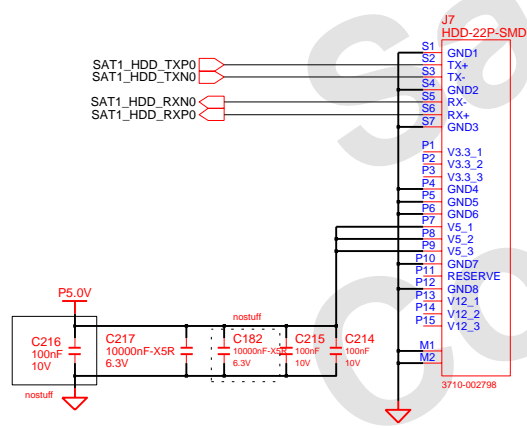 J7
HDD-22P-SMD
SAT1_HDD_TXP0
SAT1_HDD_TXN0
SAT1_HDD_RXN0
SAT1_HDD_RXP0
S1 GND1
S2 TX+
S3 TX-
S4 GND2
S5 RX-
S6 RX+
S7 GND3
P1 V3.3_1
P2 V3.3_2
P3 V3.3_3
P4 GND4
P5 GND5
P6 GND6
P7 V5_1
P8 V5_2
P9 V5_3
P10 GND7
P11 RESERVE
P12 GND8
P13 V12_1
P14 V12_2
P15 V12_3
M1
M2
3710-002798
P5.0V
nostuff
C216
100nF
10V
nostuff
C217
10000nF-X5R
6.3V
C182
10000nF-X5R
6.3V
C215
100nF
10V
C214
100nF
10V